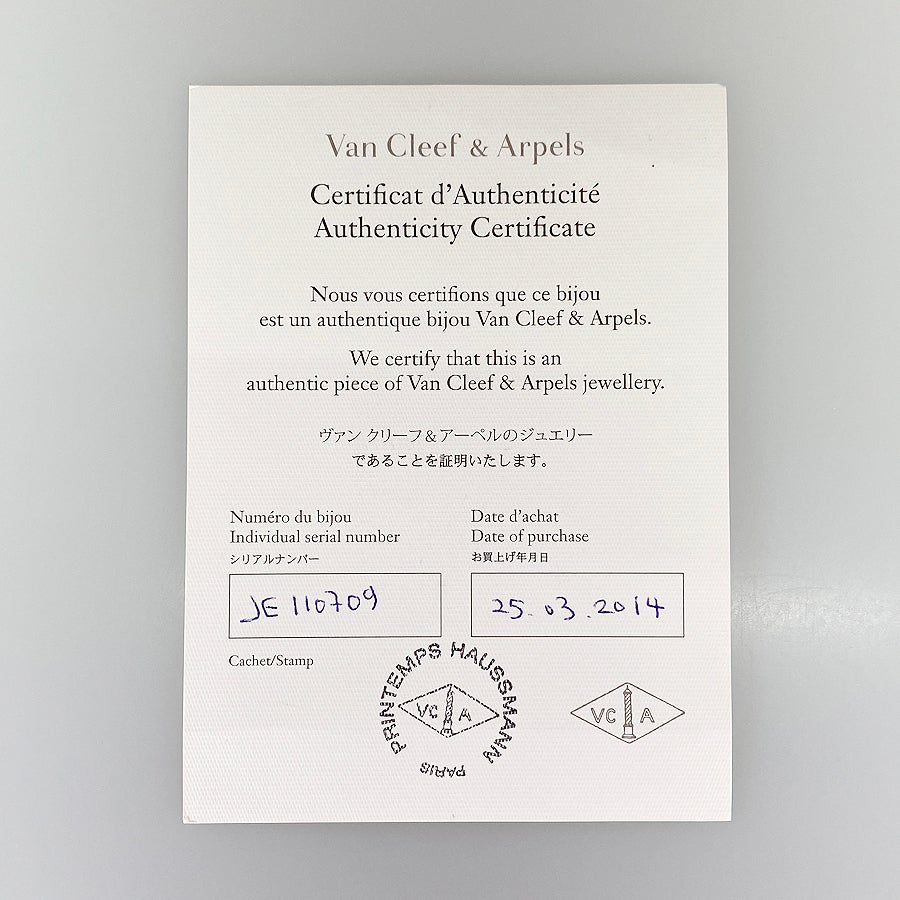 Van Cleef & Arpels
Certificat d'Authenticité
Authenticity Certificate
Nous vous certifions que ce bijou
est un authentique bijou Van Cleef & Arpels.
We certify that this is an
authentic piece of Van Cleef & Arpels jewellery.
ヴァン クリーフ&アーペルのジュエリー
であることを証明いたします。
Numéro du bijou
Individual serial number
シリアルナンバー
JE 110709
Date d'achat
Date of purchase
お買上げ年月日
25.03.2014
Cachet/Stamp
PRINTEMPS HAUSSMANN
PARIS
VC A
VC A